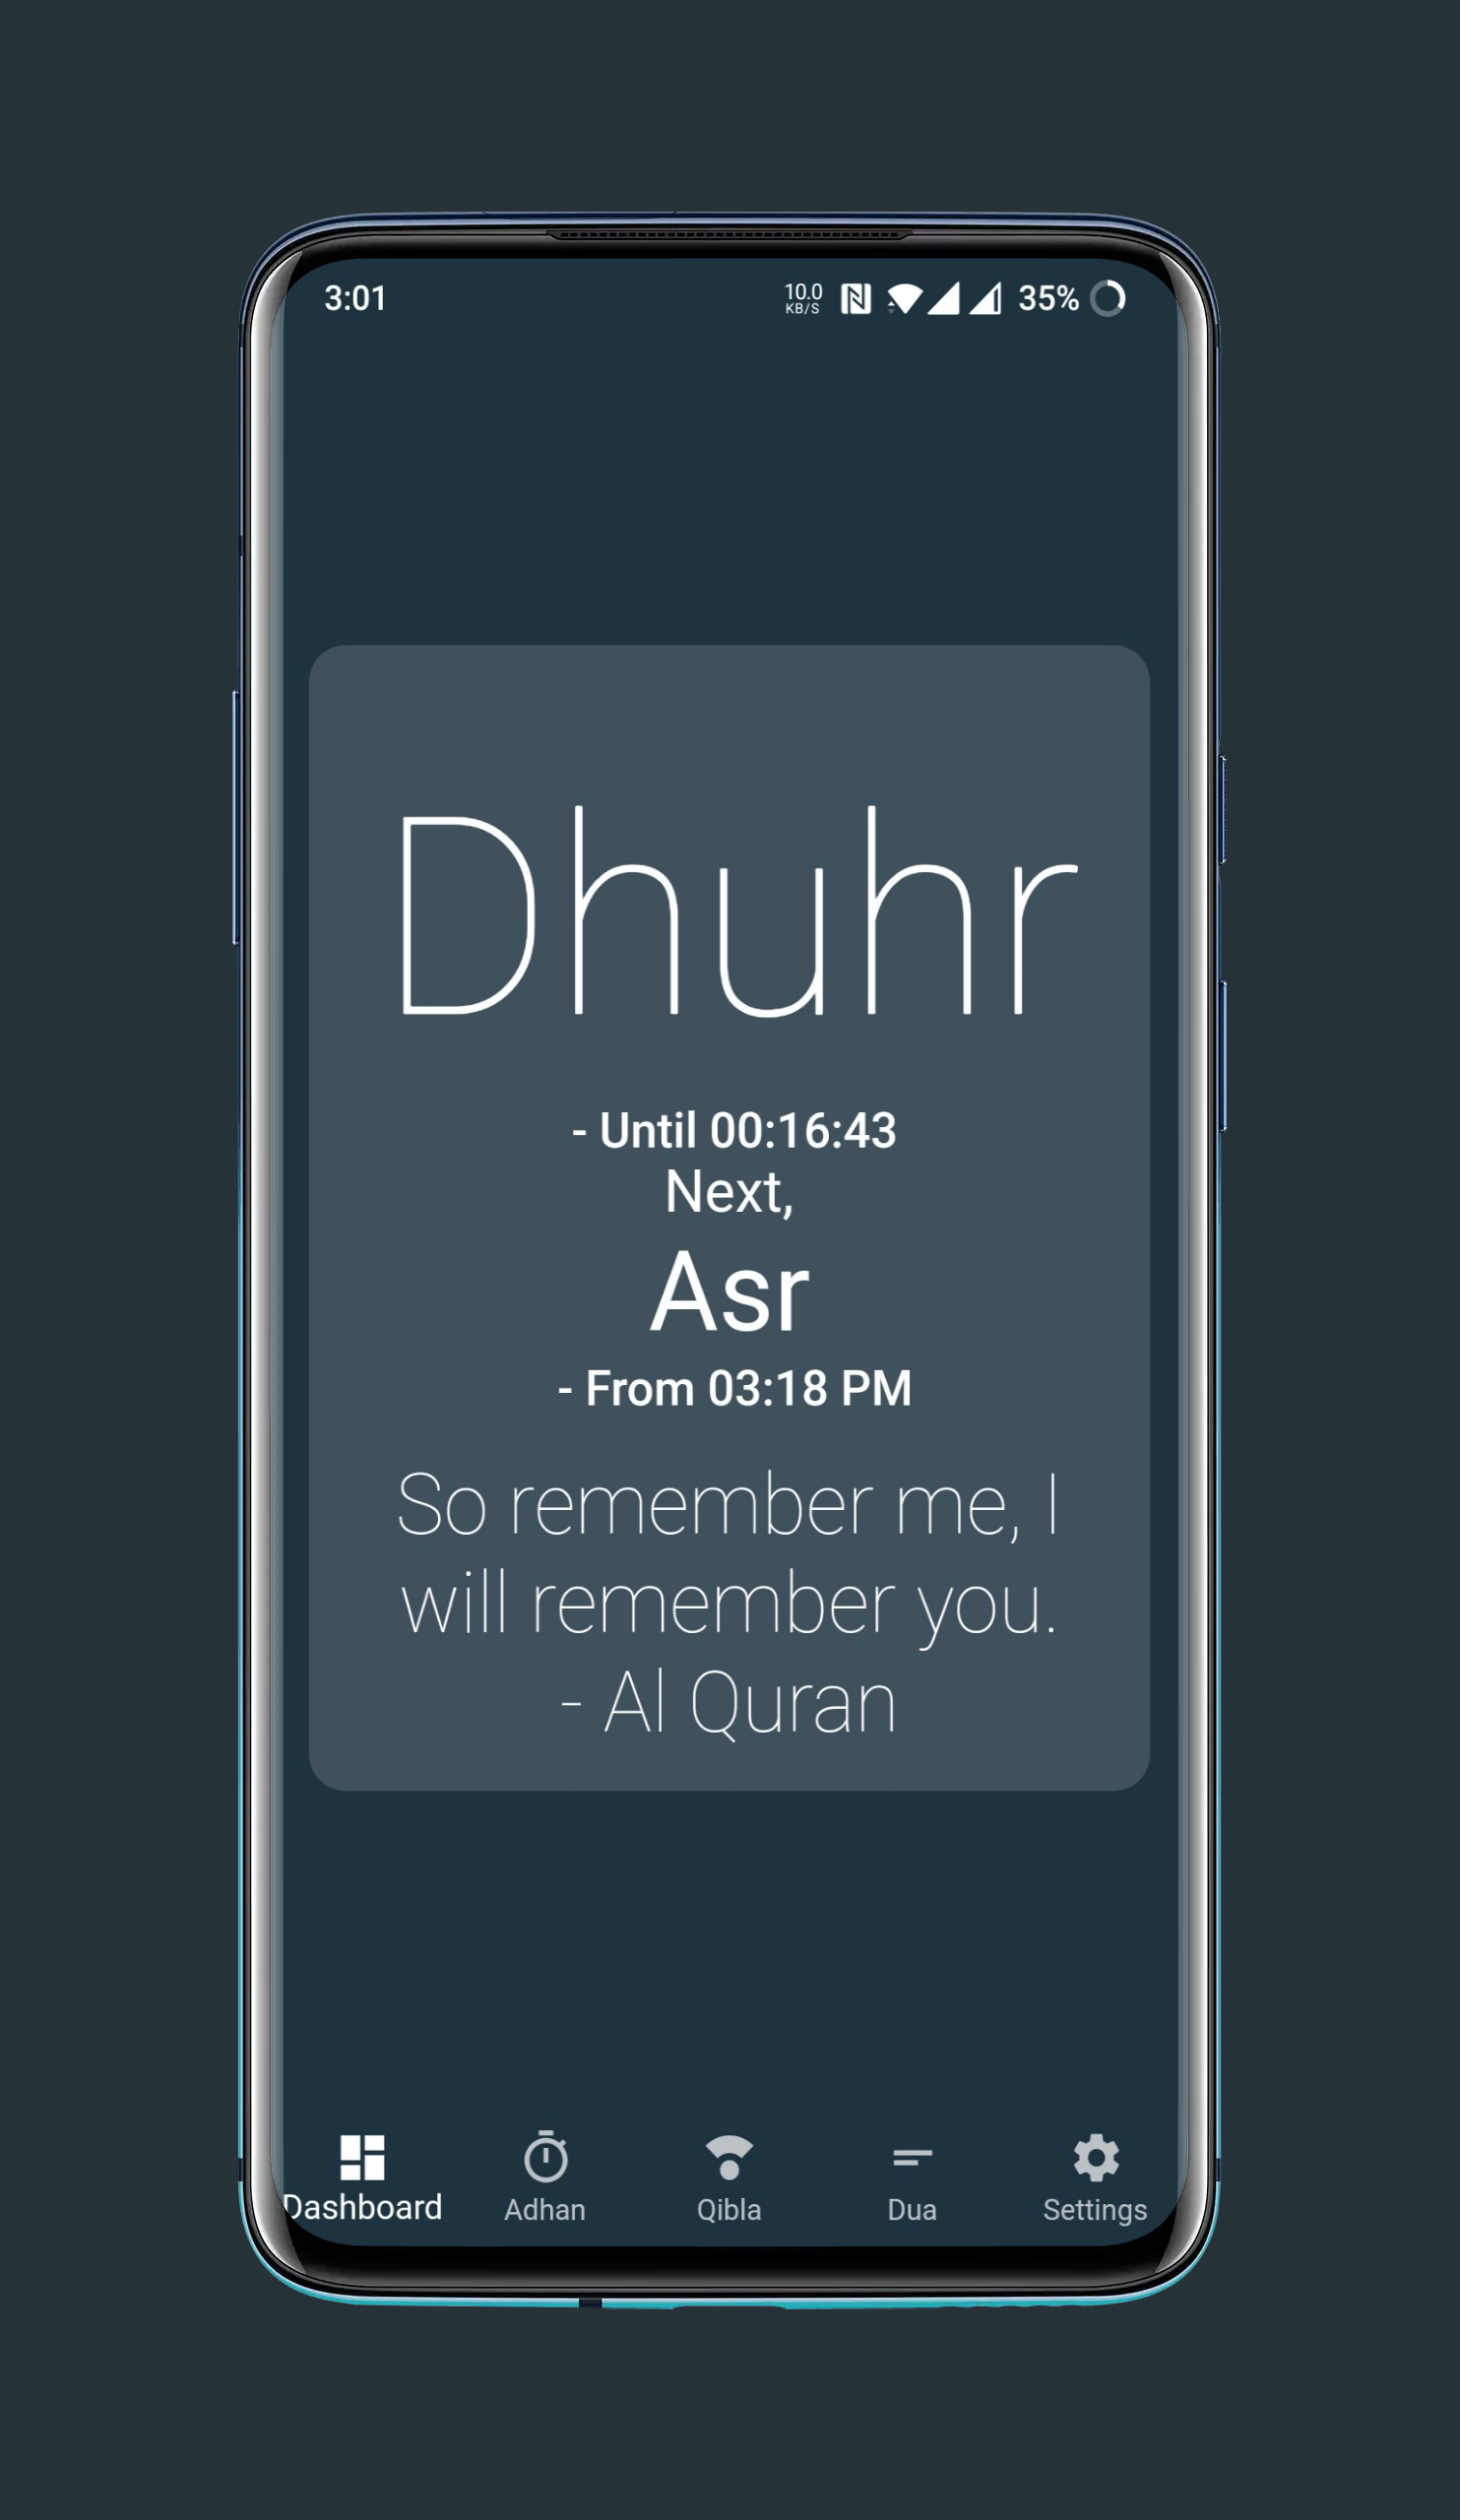 3:01
10.0
KB/S
35%
Dhuhr
- Until 00:16:43
Next,
Asr
- From 03:18 PM
So remember me, I
will remember you.
- Al Quran
Dashboard
Adhan
Qibla
Dua
Settings